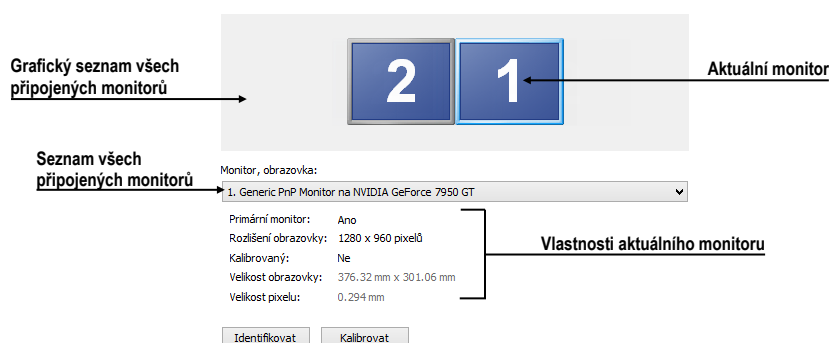 2 1
Grafický seznam všech
připojených monitorů
Aktuální monitor
Seznam všech
připojených monitorů
Monitor, obrazovka:
1. Generic PnP Monitor na NVIDIA GeForce 7950 GT
Primární monitor: Ano
Rozlišení obrazovky: 1280 x 960 pixelů
Kalibrovaný: Ne
Velikost obrazovky: 376.32 mm x 301.06 mm
Velikost pixelu: 0.294 mm
Vlastnosti aktuálního monitoru
Identifikovat Kalibrovat